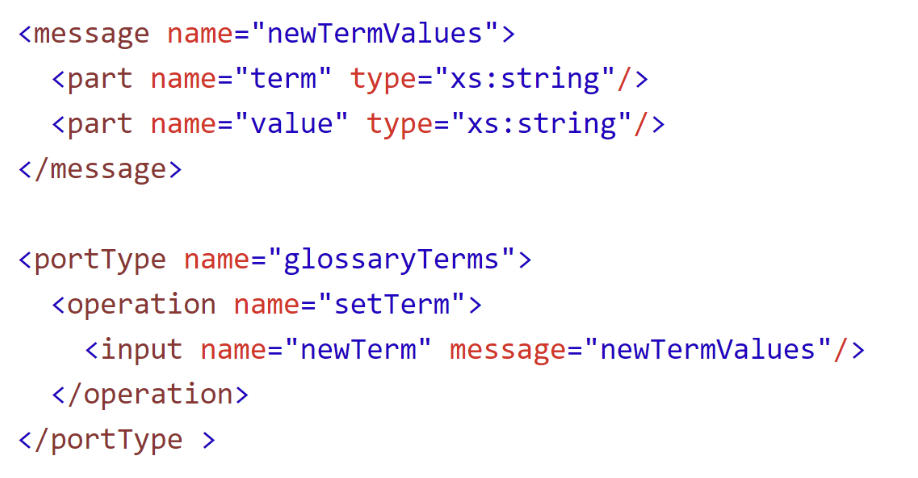 <message name="newTermValues">
  <part name="term" type="xs:string"/>
  <part name="value" type="xs:string"/>
</message>

<portType name="glossaryTerms">
  <operation name="setTerm">
    <input name="newTerm" message="newTermValues"/>
  </operation>
</portType >